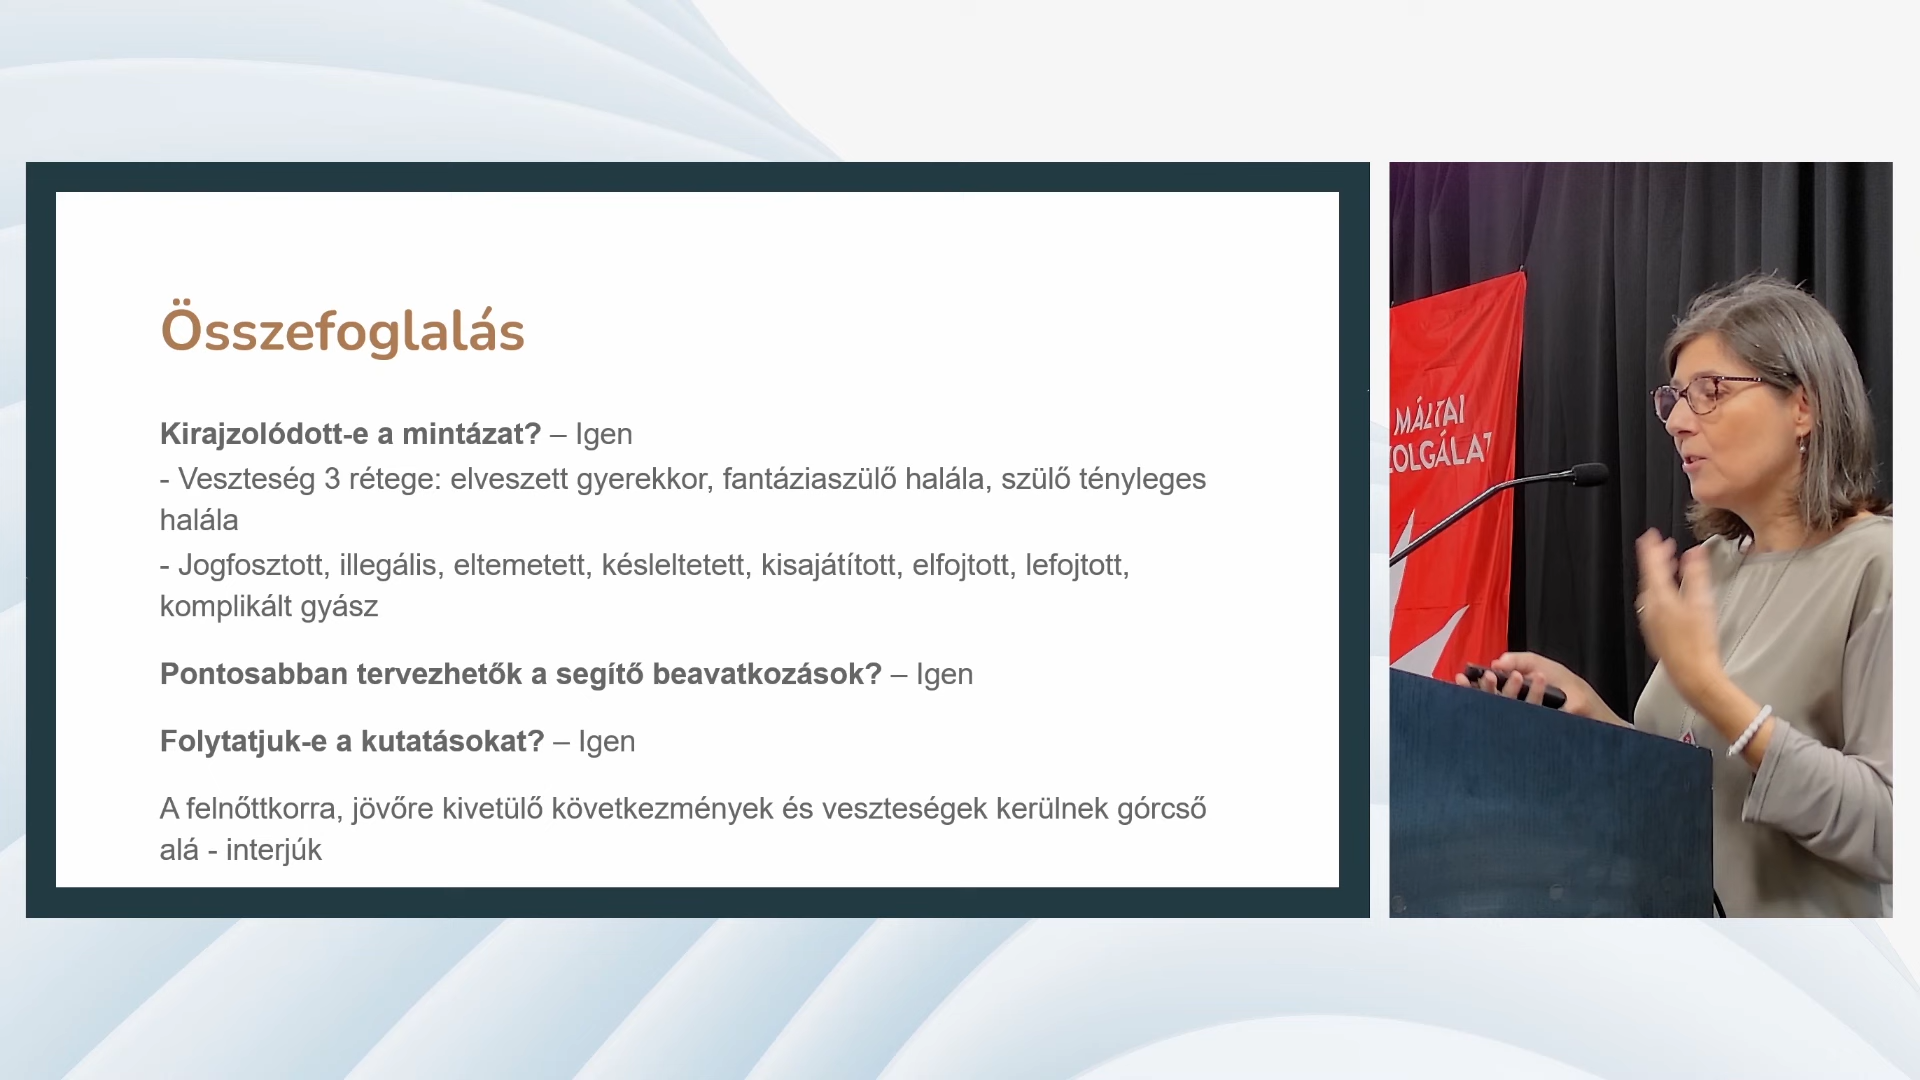 Összefoglalás
Kirajzolódott-e a mintázat? – Igen
- Veszteség 3 rétege: elveszett gyerekkor, fantáziaszülő halála, szülő tényleges
halála
- Jogfosztott, illegális, eltemetett, késleltetett, kisajátított, elfojtott, lefojtott,
komplikált gyász
Pontosabban tervezhetők a segítő beavatkozások? – Igen
Folytatjuk-e a kutatásokat? – Igen
A felnőttkorra, jövőre kivetülő következmények és veszteségek kerülnek górcső
alá - interjúk
MÁLTAI
ZOLGÁLAT